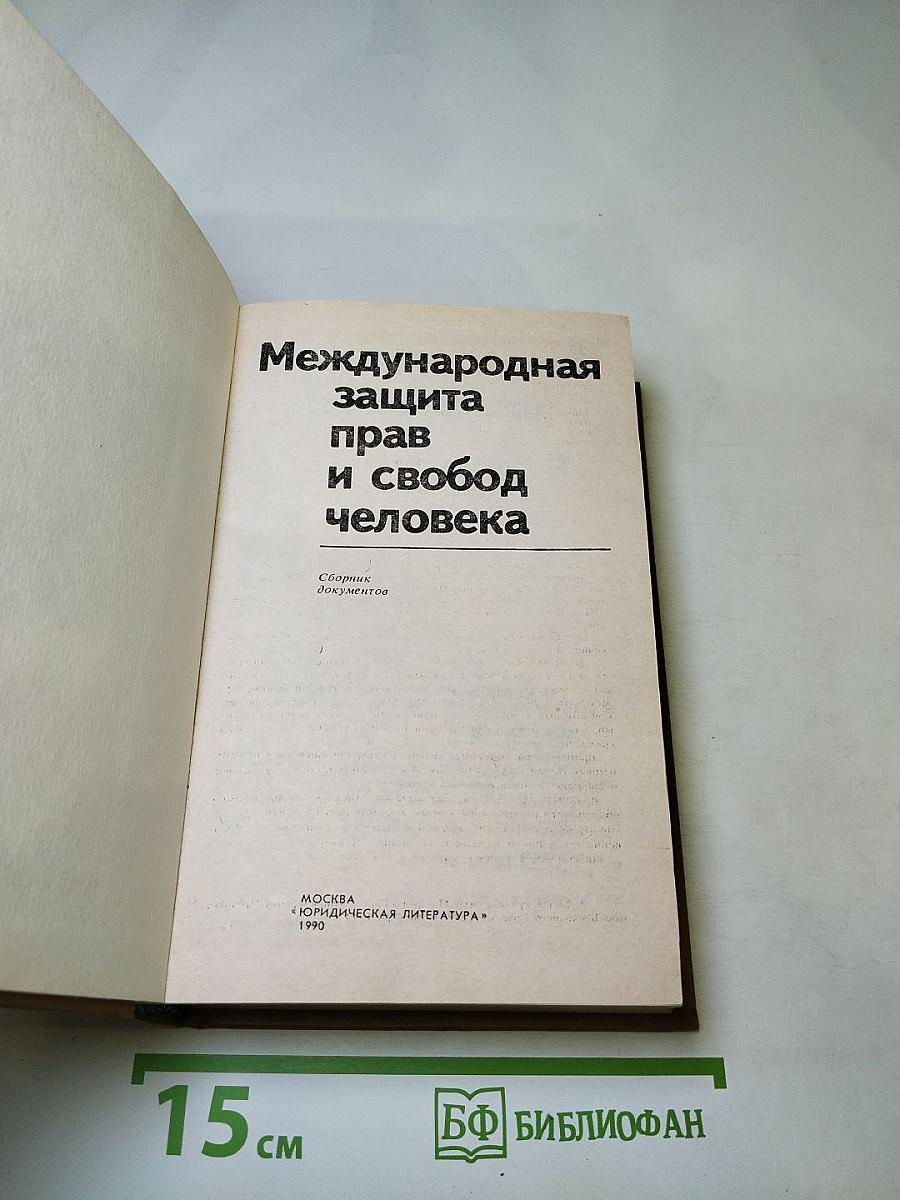 Международная
защита
прав
и свобод
человека
Сборник
документов
МОСКВА
«ЮРИДИЧЕСКАЯ ЛИТЕРАТУРА»
1990
15 см
БФ БИБЛИОФАН